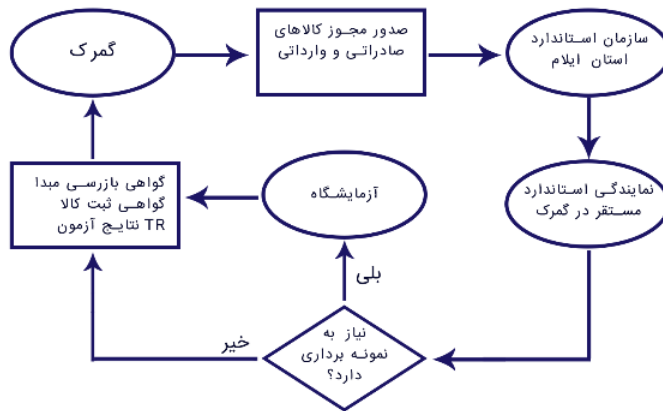 گمرک
صدور مجوز کالاهای
صادراتی و وارداتی
سازمان استاندارد
استان ایلام
نمایندگی استاندارد
مستقر در گمرک
نیاز به
نمونه برداری
دارد؟
بلی
خیر
آزمایشگاه
گواهی بازرسی مبدا
گواهی ثبت کالا
TR نتایج آزمون